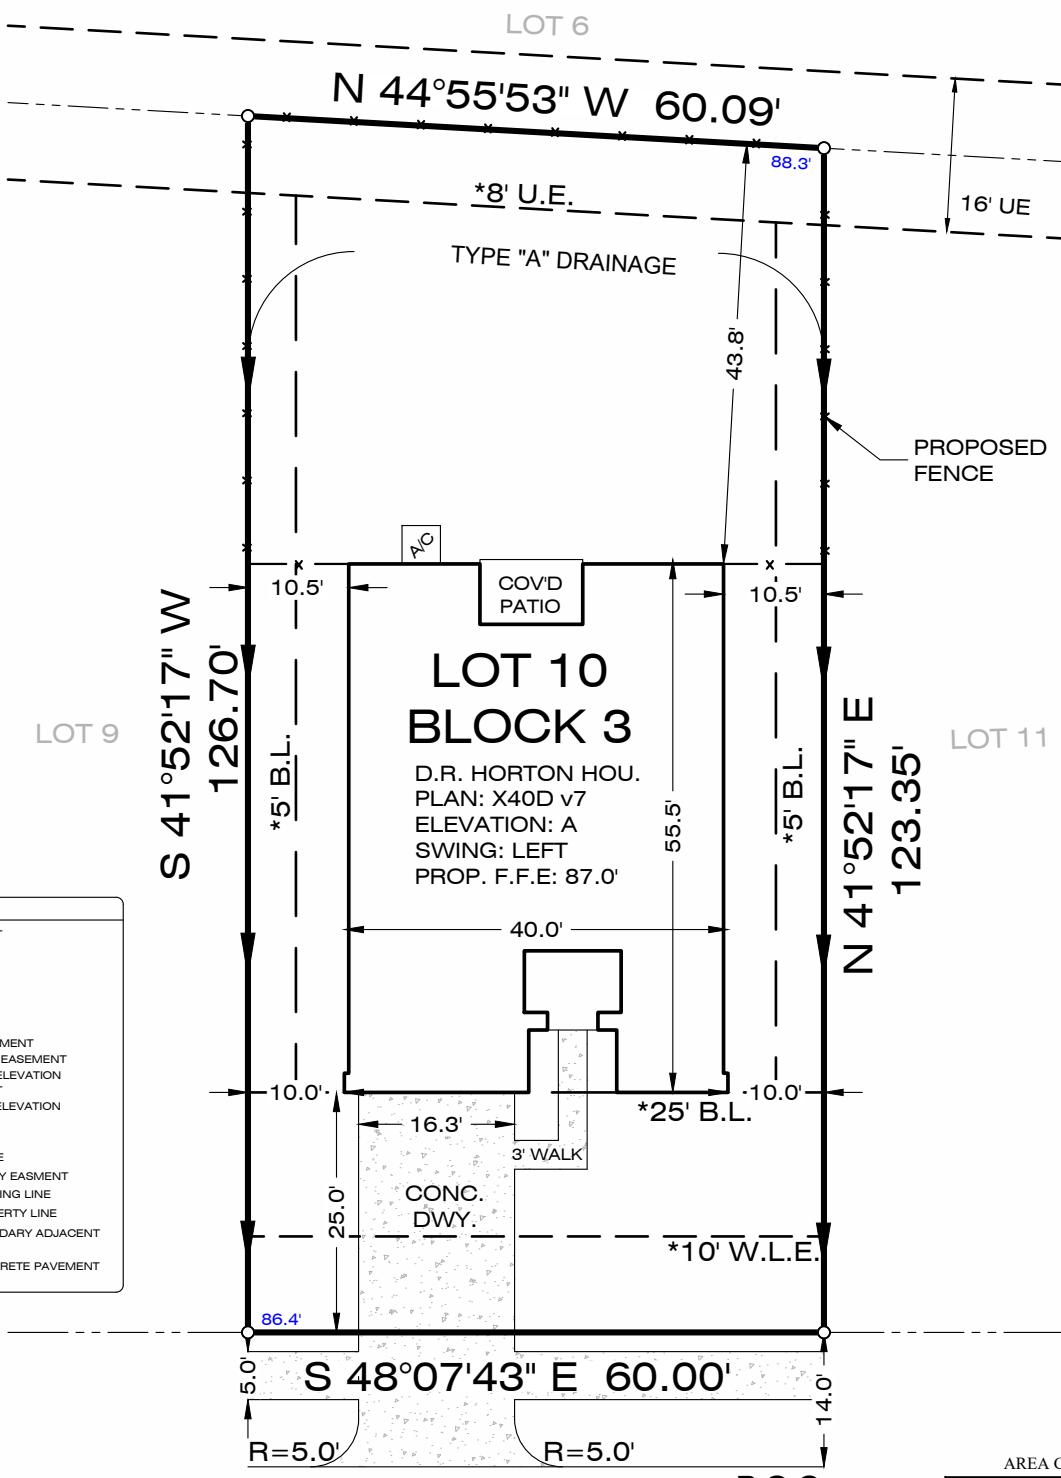 LOT 6
N 44°55'53" W 60.09'
88.3'
*8' U.E.
16' UE
TYPE "A" DRAINAGE
43.8'
PROPOSED
FENCE
A/C
COV'D
PATIO
10.5'
10.5'
S 41°52'17" W
126.70'
LOT 10
BLOCK 3
LOT 9
LOT 11
*5' B.L.
D.R. HORTON HOU.
PLAN: X40D v7
ELEVATION: A
SWING: LEFT
PROP. F.F.E: 87.0'
55.5'
*5' B.L.
N 41°52'17" E
123.35'
40.0'
MENT
EASEMENT
ELEVATION
ELEVATION
E
Y EASMENT
ING LINE
ERTY LINE
DARY ADJACENT
RETE PAVEMENT
10.0'
10.0'
*25' B.L.
16.3'
3' WALK
25.0'
CONC.
DWY.
*10' W.L.E.
86.4'
5.0'
S 48°07'43" E 60.00'
14.0'
R=5.0'
R=5.0'
AREA